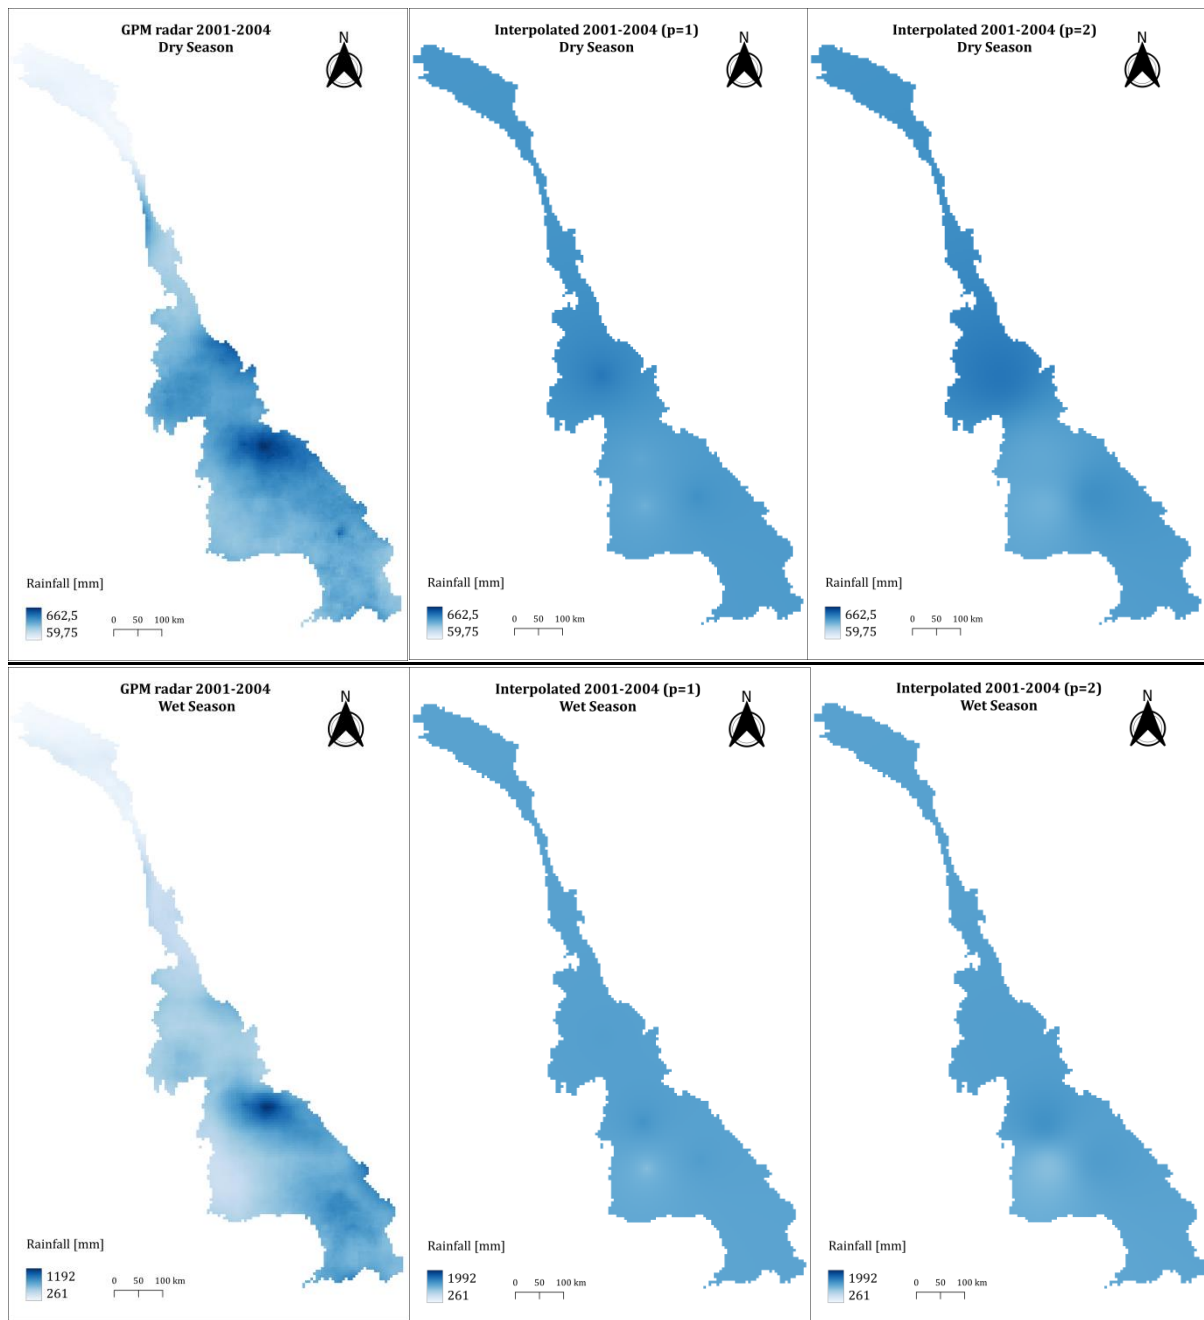 GPM radar 2001-2004
Dry Season
N
Rainfall [mm]
662,5
59,75
0 50 100 km
Interpolated 2001-2004 (p=1)
Dry Season
N
Rainfall [mm]
662,5
59,75
0 50 100 km
Interpolated 2001-2004 (p=2)
Dry Season
N
Rainfall [mm]
662,5
59,75
0 50 100 km
GPM radar 2001-2004
Wet Season
N
Rainfall [mm]
1192
261
0 50 100 km
Interpolated 2001-2004 (p=1)
Wet Season
N
Rainfall [mm]
1992
261
0 50 100 km
Interpolated 2001-2004 (p=2)
Wet Season
N
Rainfall [mm]
1992
261
0 50 100 km